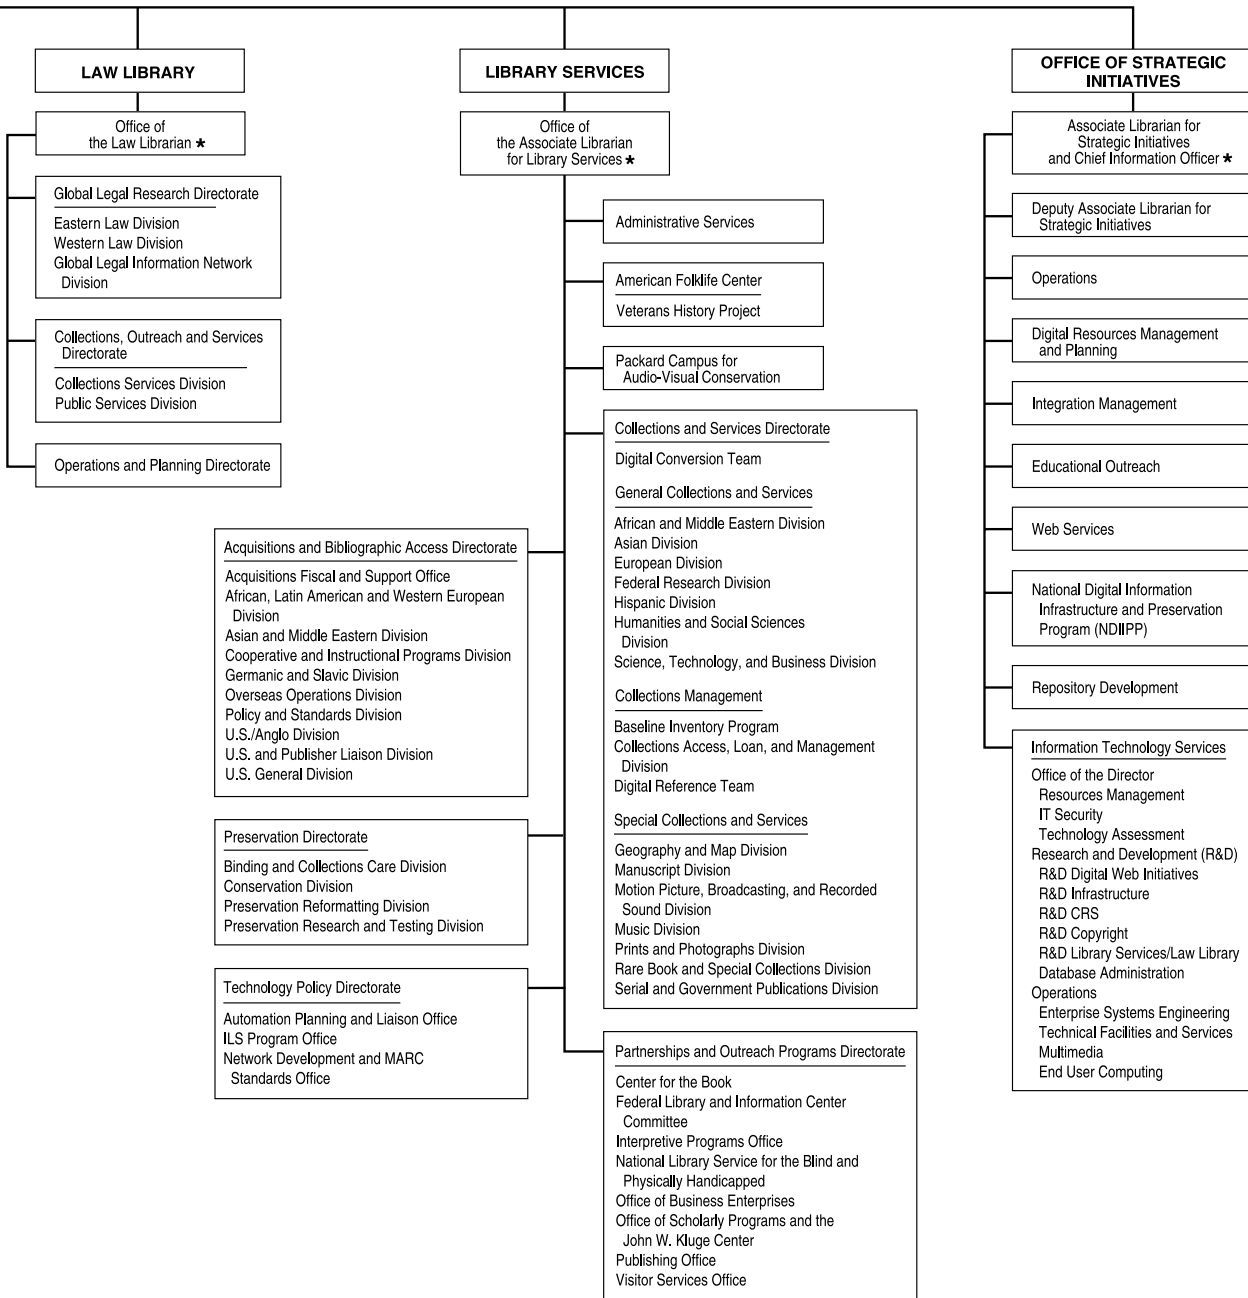 LAW LIBRARY
Office of
the Law Librarian *
Global Legal Research Directorate
Eastern Law Division
Western Law Division
Global Legal Information Network
Division
Collections, Outreach and Services
Directorate
Collections Services Division
Public Services Division
Operations and Planning Directorate
LIBRARY SERVICES
Office of
the Associate Librarian
for Library Services *
Administrative Services
American Folklife Center
Veterans History Project
Packard Campus for
Audio-Visual Conservation
Collections and Services Directorate
Digital Conversion Team
General Collections and Services
African and Middle Eastern Division
Asian Division
European Division
Federal Research Division
Hispanic Division
Humanities and Social Sciences
Division
Science, Technology, and Business Division
Collections Management
Baseline Inventory Program
Collections Access, Loan, and Management
Division
Digital Reference Team
Special Collections and Services
Geography and Map Division
Manuscript Division
Motion Picture, Broadcasting, and Recorded
Sound Division
Music Division
Prints and Photographs Division
Rare Book and Special Collections Division
Serial and Government Publications Division
Acquisitions and Bibliographic Access Directorate
Acquisitions Fiscal and Support Office
African, Latin American and Western European
Division
Asian and Middle Eastern Division
Cooperative and Instructional Programs Division
Germanic and Slavic Division
Overseas Operations Division
Policy and Standards Division
U.S./Anglo Division
U.S. and Publisher Liaison Division
U.S. General Division
Preservation Directorate
Binding and Collections Care Division
Conservation Division
Preservation Reformatting Division
Preservation Research and Testing Division
Technology Policy Directorate
Automation Planning and Liaison Office
ILS Program Office
Network Development and MARC
Standards Office
Partnerships and Outreach Programs Directorate
Center for the Book
Federal Library and Information Center
Committee
Interpretive Programs Office
National Library Service for the Blind and
Physically Handicapped
Office of Business Enterprises
Office of Scholarly Programs and the
John W. Kluge Center
Publishing Office
Visitor Services Office
OFFICE OF STRATEGIC
INITIATIVES
Associate Librarian for
Strategic Initiatives
and Chief Information Officer *
Deputy Associate Librarian for
Strategic Initiatives
Operations
Digital Resources Management
and Planning
Integration Management
Educational Outreach
Web Services
National Digital Information
Infrastructure and Preservation
Program (NDIIPP)
Repository Development
Information Technology Services
Office of the Director
Resources Management
IT Security
Technology Assessment
Research and Development (R&D)
R&D Digital Web Initiatives
R&D Infrastructure
R&D CRS
R&D Copyright
R&D Library Services/Law Library
Database Administration
Operations
Enterprise Systems Engineering
Technical Facilities and Services
Multimedia
End User Computing